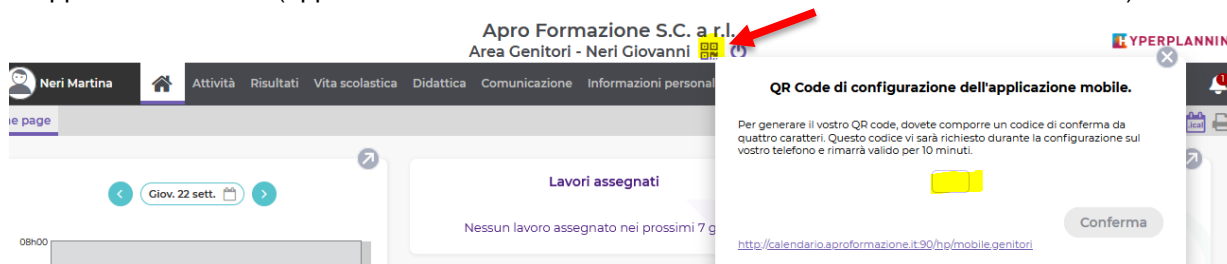 Apro Formazione S.C. a r.l.
Area Genitori - Neri Giovanni
YPERPLANNIN
Neri Martina
Attività Risultati Vita scolastica Didattica Comunicazione Informazioni personal
page
QR Code di configurazione dell'applicazione mobile.
Per generare il vostro QR code, dovete comporre un codice di conferma da
quattro caratteri. Questo codice vi sarà richiesto durante la configurazione sul
vostro telefono e rimarrà valido per 10 minuti.
Conferma
http://calendario.aproformazione.it:90/hp/mobile.genitori
ical
Giov. 22 sett.
08h00
Lavori assegnati
Nessun lavoro assegnato nei prossimi 7 g